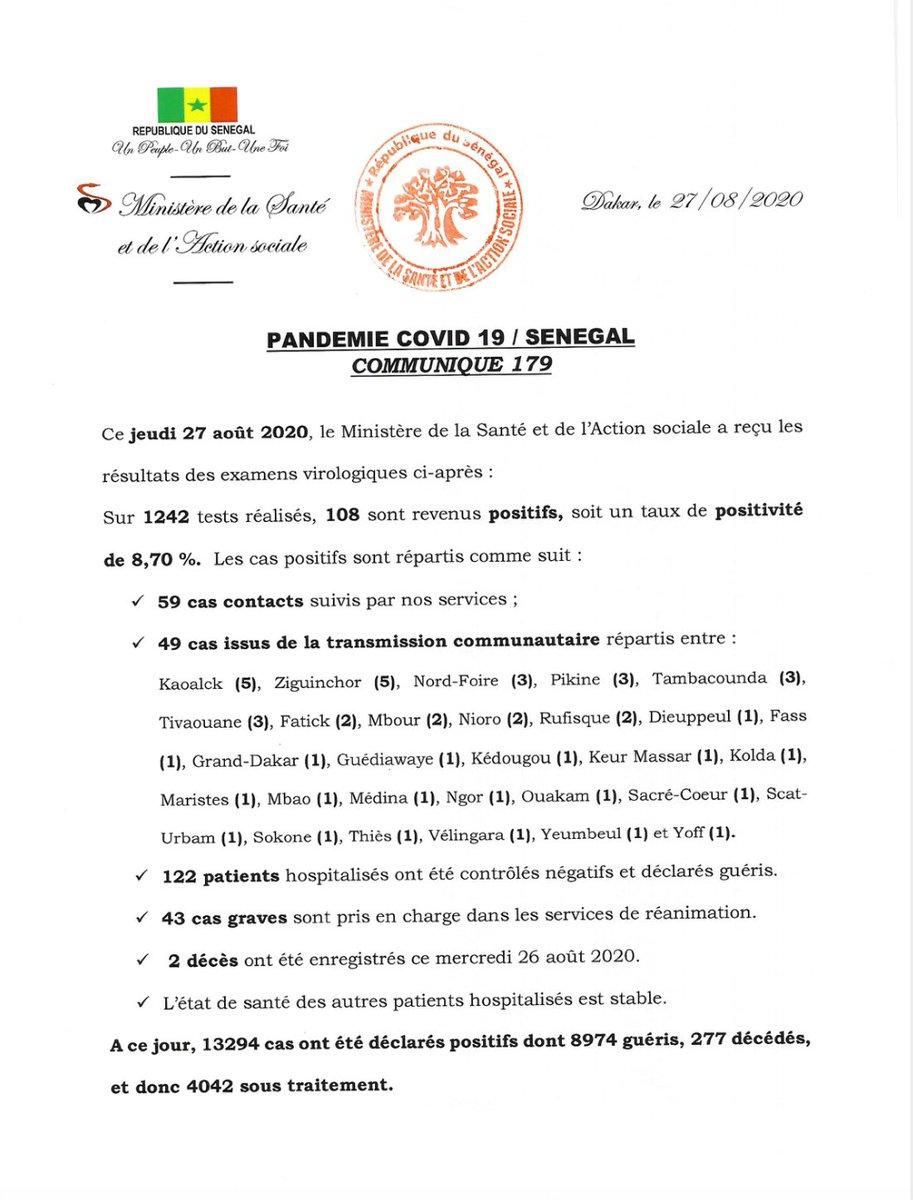 REPUBLIQUE DU SENEGAL
Un Peuple-Un But-Une Foi
Ministère de la Santé
et de l'Action sociale
République du Sénégal
MINISTÈRE DE LA SANTÉ ET DE L'ACTION SOCIALE
Dakar, le 27/08/2020
PANDEMIE COVID 19 / SENEGAL
COMMUNIQUE 179
Ce jeudi 27 août 2020, le Ministère de la Santé et de l'Action sociale a reçu les
résultats des examens virologiques ci-après :
Sur 1242 tests réalisés, 108 sont revenus positifs, soit un taux de positivité
de 8,70 %. Les cas positifs sont répartis comme suit :
✓ 59 cas contacts suivis par nos services ;
✓ 49 cas issus de la transmission communautaire répartis entre :
Kaoalck (5), Ziguinchor (5), Nord-Foire (3), Pikine (3), Tambacounda (3),
Tivaouane (3), Fatick (2), Mbour (2), Nioro (2), Rufisque (2), Dieuppeul (1), Fass
(1), Grand-Dakar (1), Guédiawaye (1), Kédougou (1), Keur Massar (1), Kolda (1),
Maristes (1), Mbao (1), Médina (1), Ngor (1), Ouakam (1), Sacré-Coeur (1), Scat-
Urbam (1), Sokone (1), Thiès (1), Vélingara (1), Yeumbeul (1) et Yoff (1).
✓ 122 patients hospitalisés ont été contrôlés négatifs et déclarés guéris.
✓ 43 cas graves sont pris en charge dans les services de réanimation.
✓ 2 décès ont été enregistrés ce mercredi 26 août 2020.
✓ L'état de santé des autres patients hospitalisés est stable.
A ce jour, 13294 cas ont été déclarés positifs dont 8974 guéris, 277 décédés,
et donc 4042 sous traitement.